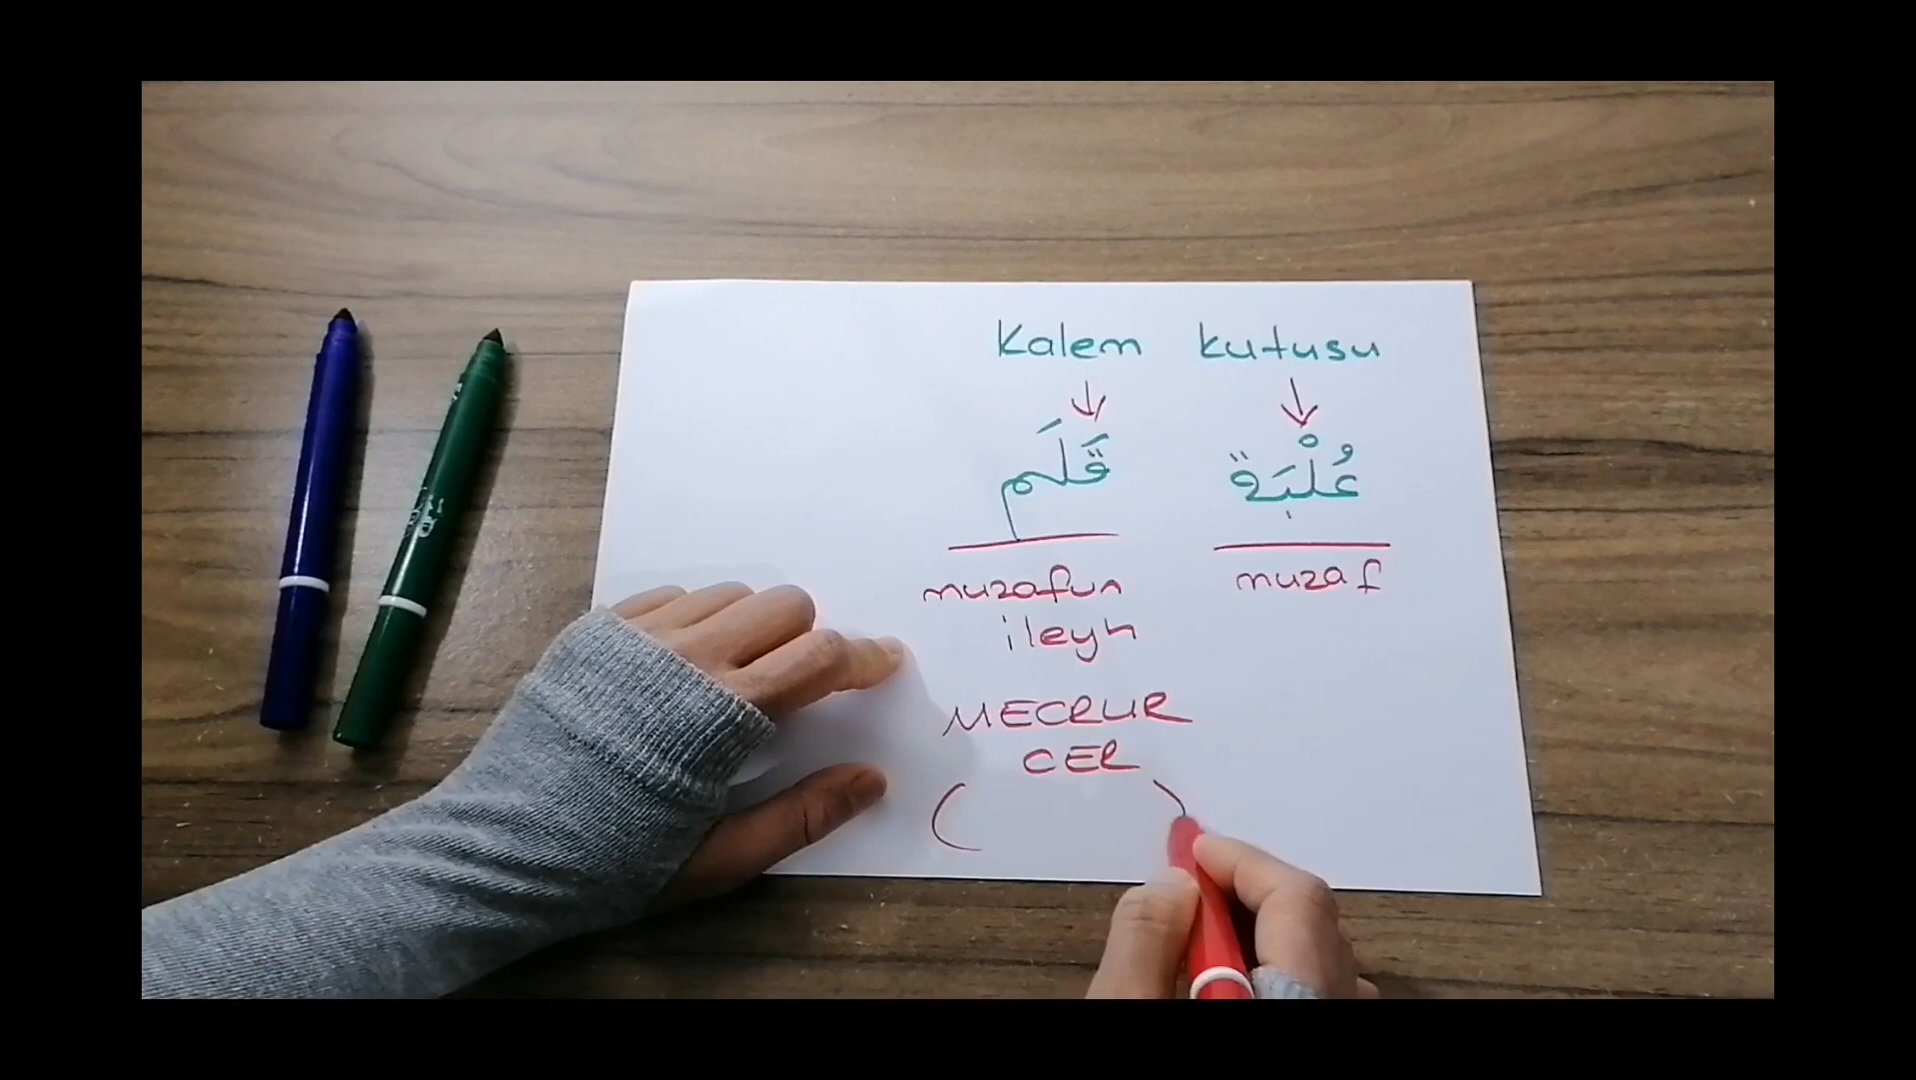 Kalem kutusu
عُلْبَة قَلَم
muzafun muzaf
ileyh
MECRUR
CER
( )